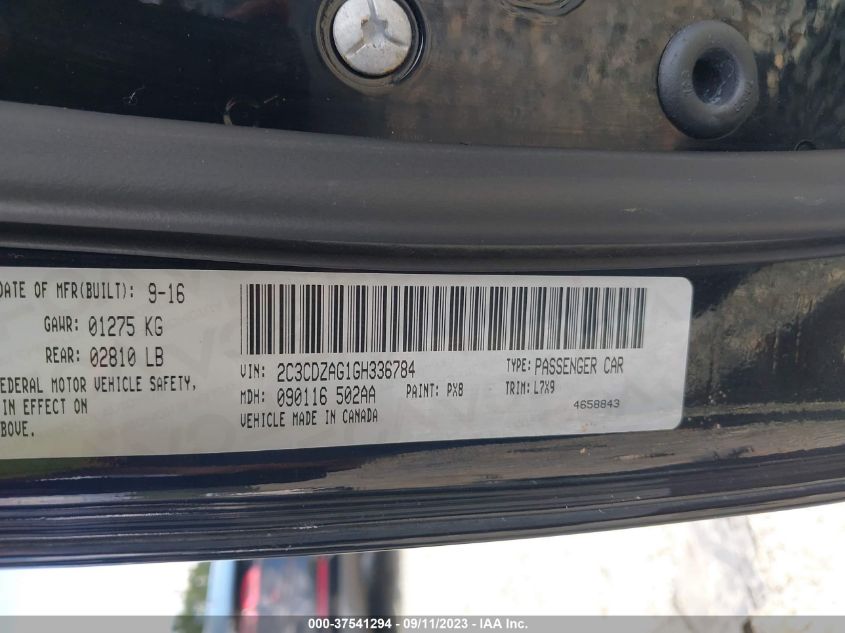 DATE OF MFR(BUILT): 9-16
GAWR: 01275 KG
REAR: 02810 LB
FEDERAL MOTOR VEHICLE SAFETY,
IN EFFECT ON
ABOVE.
VIN: 2C3CDZAG1GH336784
TYPE: PASSENGER CAR
MDH: 090116 502AA
PAINT: PX8
TRIM: L7X9
VEHICLE MADE IN CANADA
4658843
000-37541294 - 09/11/2023 - IAA Inc.